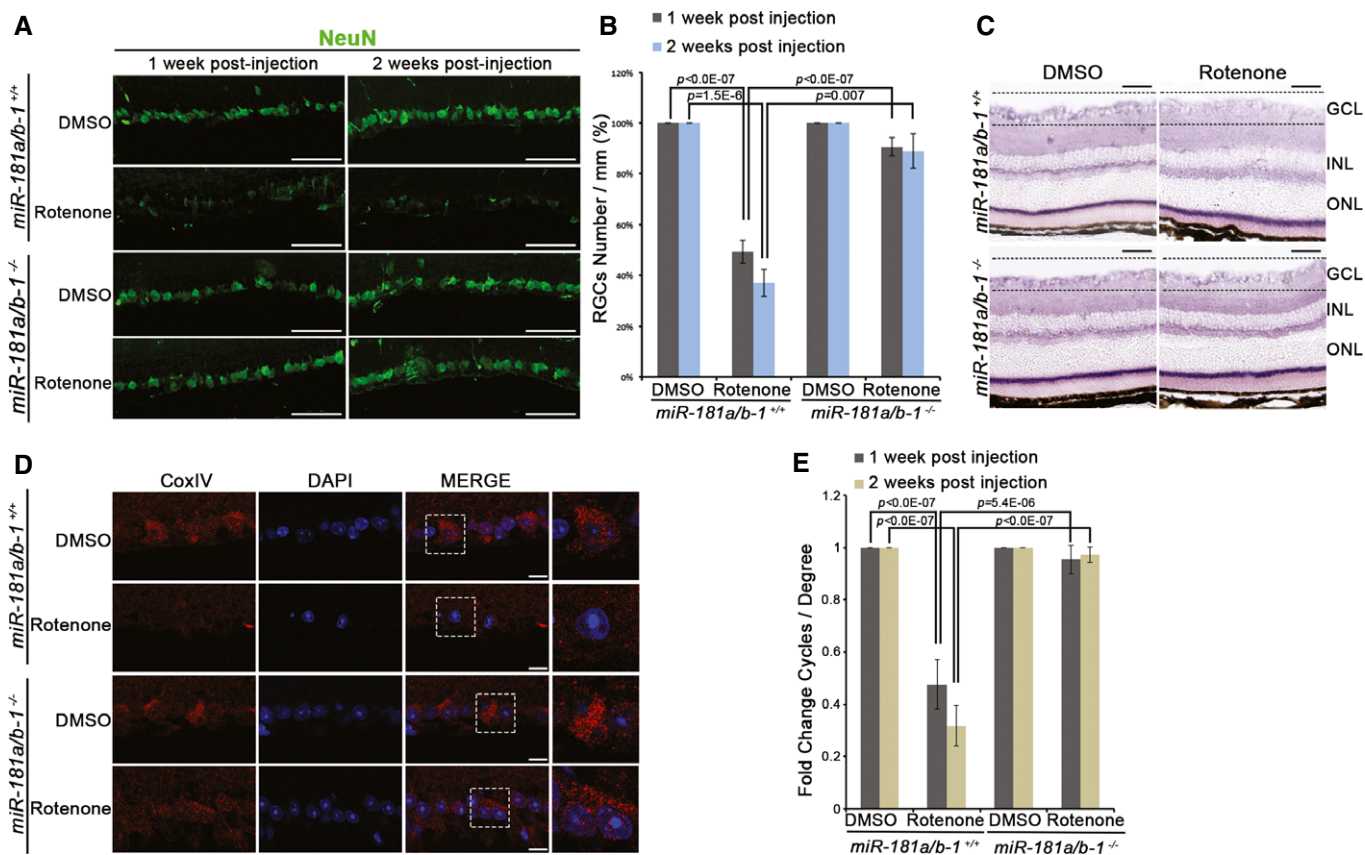 A
NeuN
1 week post-injection
2 weeks post-injection
miR-181a/b-1 +/+
DMSO
Rotenone
miR-181a/b-1 -/-
DMSO
Rotenone
B
1 week post injection
2 weeks post injection
RGCs Number / mm (%)
120%
100%
80%
60%
40%
20%
0%
p<0.0E-07
p<0.0E-07
p=1.5E-6
p=0.007
DMSO
Rotenone
DMSO
Rotenone
miR-181a/b-1 +/+
miR-181a/b-1 -/-
C
DMSO
Rotenone
miR-181a/b-1 +/+
GCL
INL
ONL
miR-181a/b-1 -/-
GCL
INL
ONL
D
CoxIV
DAPI
MERGE
miR-181a/b-1 +/+
DMSO
Rotenone
miR-181a/b-1 -/-
DMSO
Rotenone
E
1 week post injection
2 weeks post injection
Fold Change Cycles / Degree
1.2
1
0.8
0.6
0.4
0.2
0
p<0.0E-07
p=5.4E-06
p<0.0E-07
p<0.0E-07
DMSO
Rotenone
DMSO
Rotenone
miR-181a/b-1 +/+
miR-181a/b-1 -/-